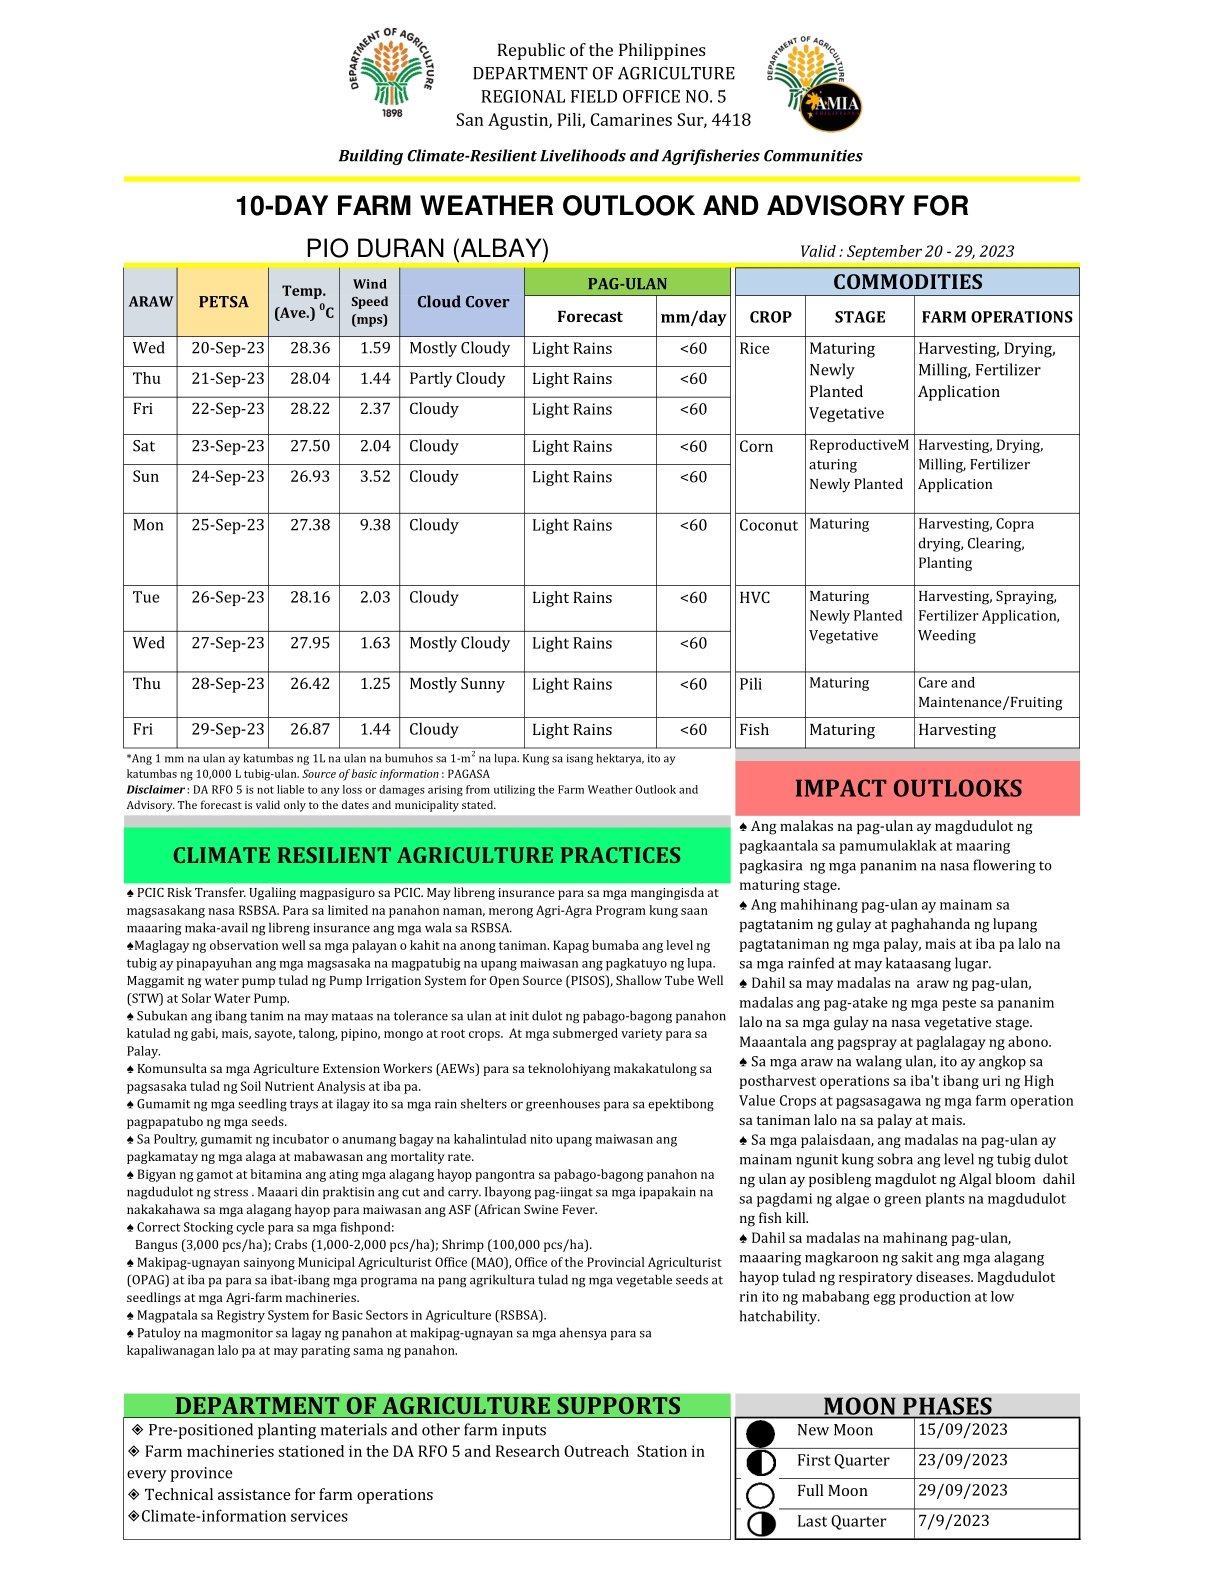 DEPARTMENT OF AGRICULTURE
1898
Republic of the Philippines
DEPARTMENT OF AGRICULTURE
REGIONAL FIELD OFFICE NO. 5
San Agustin, Pili, Camarines Sur, 4418
DEPARTMENT OF AGRICULTURE
AMIA
PHILIPPINES
Building Climate-Resilient Livelihoods and Agrifisheries Communities
10-DAY FARM WEATHER OUTLOOK AND ADVISORY FOR
PIO DURAN (ALBAY) Valid : September 20 - 29, 2023
ARAW PETSA Temp. (Ave.) ⁰C Wind Speed (mps) Cloud Cover PAG-ULAN
Forecast mm/day
Wed 20-Sep-23 28.36 1.59 Mostly Cloudy Light Rains <60
Thu 21-Sep-23 28.04 1.44 Partly Cloudy Light Rains <60
Fri 22-Sep-23 28.22 2.37 Cloudy Light Rains <60
Sat 23-Sep-23 27.50 2.04 Cloudy Light Rains <60
Sun 24-Sep-23 26.93 3.52 Cloudy Light Rains <60
Mon 25-Sep-23 27.38 9.38 Cloudy Light Rains <60
Tue 26-Sep-23 28.16 2.03 Cloudy Light Rains <60
Wed 27-Sep-23 27.95 1.63 Mostly Cloudy Light Rains <60
Thu 28-Sep-23 26.42 1.25 Mostly Sunny Light Rains <60
Fri 29-Sep-23 26.87 1.44 Cloudy Light Rains <60
COMMODITIES
CROP STAGE FARM OPERATIONS
Rice Maturing Harvesting, Drying,
Newly Milling, Fertilizer
Planted Application
Vegetative
Corn ReproductiveM Harvesting, Drying,
aturing Milling, Fertilizer
Newly Planted Application
Coconut Maturing Harvesting, Copra
drying, Clearing,
Planting
HVC Maturing Harvesting, Spraying,
Newly Planted Fertilizer Application,
Vegetative Weeding
Pili Maturing Care and
Maintenance/Fruiting
Fish Maturing Harvesting
*Ang 1 mm na ulan ay katumbas ng 1L na ulan na bumuhos sa 1-m² na lupa. Kung sa isang hektarya, ito ay
katumbas ng 10,000 L tubig-ulan. Source of basic information : PAGASA
Disclaimer : DA RFO 5 is not liable to any loss or damages arising from utilizing the Farm Weather Outlook and
Advisory. The forecast is valid only to the dates and municipality stated.
CLIMATE RESILIENT AGRICULTURE PRACTICES
♠ PCIC Risk Transfer. Ugaliing magpasiguro sa PCIC. May libreng insurance para sa mga mangingisda at
magsasakang nasa RSBSA. Para sa limited na panahon naman, merong Agri-Agra Program kung saan
maaaring maka-avail ng libreng insurance ang mga wala sa RSBSA.
♠Maglagay ng observation well sa mga palayan o kahit na anong taniman. Kapag bumaba ang level ng
tubig ay pinapayuhan ang mga magsasaka na magpatubig na upang maiwasan ang pagkatuyo ng lupa.
Maggamit ng water pump tulad ng Pump Irrigation System for Open Source (PISOS), Shallow Tube Well
(STW) at Solar Water Pump.
♠ Subukan ang ibang tanim na may mataas na tolerance sa ulan at init dulot ng pabago-bagong panahon
katulad ng gabi, mais, sayote, talong, pipino, mongo at root crops. At mga submerged variety para sa
Palay.
♠ Komunsulta sa mga Agriculture Extension Workers (AEWs) para sa teknolohiyang makakatulong sa
pagsasaka tulad ng Soil Nutrient Analysis at iba pa.
♠ Gumamit ng mga seedling trays at ilagay ito sa mga rain shelters or greenhouses para sa epektibong
pagpapatubo ng mga seeds.
♠ Sa Poultry, gumamit ng incubator o anumang bagay na kahalintulad nito upang maiwasan ang
pagkamatay ng mga alaga at mabawasan ang mortality rate.
♠ Bigyan ng gamot at bitamina ang ating mga alagang hayop pangontra sa pabago-bagong panahon na
nagdudulot ng stress . Maaari din praktisin ang cut and carry. Ibayong pag-iingat sa mga ipapakain na
nakakahawa sa mga alagang hayop para maiwasan ang ASF (African Swine Fever.
♠ Correct Stocking cycle para sa mga fishpond:
Bangus (3,000 pcs/ha); Crabs (1,000-2,000 pcs/ha); Shrimp (100,000 pcs/ha).
♠ Makipag-ugnayan sainyong Municipal Agriculturist Office (MAO), Office of the Provincial Agriculturist
(OPAG) at iba pa para sa ibat-ibang mga programa na pang agrikultura tulad ng mga vegetable seeds at
seedlings at mga Agri-farm machineries.
♠ Magpatala sa Registry System for Basic Sectors in Agriculture (RSBSA).
♠ Patuloy na magmonitor sa lagay ng panahon at makipag-ugnayan sa mga ahensya para sa
kapaliwanagan lalo pa at may parating sama ng panahon.
IMPACT OUTLOOKS
♠ Ang malakas na pag-ulan ay magdudulot ng
pagkaantala sa pamumulaklak at maaring
pagkasira ng mga pananim na nasa flowering to
maturing stage.
♠ Ang mahihinang pag-ulan ay mainam sa
pagtatanim ng gulay at paghahanda ng lupang
pagtataniman ng mga palay, mais at iba pa lalo na
sa mga rainfed at may kataasang lugar.
♠ Dahil sa may madalas na araw ng pag-ulan,
madalas ang pag-atake ng mga peste sa pananim
lalo na sa mga gulay na nasa vegetative stage.
Maaantala ang pagspray at paglalagay ng abono.
♠ Sa mga araw na walang ulan, ito ay angkop sa
postharvest operations sa iba't ibang uri ng High
Value Crops at pagsasagawa ng mga farm operation
sa taniman lalo na sa palay at mais.
♠ Sa mga palaisdaan, ang madalas na pag-ulan ay
mainam ngunit kung sobra ang level ng tubig dulot
ng ulan ay posibleng magdulot ng Algal bloom dahil
sa pagdami ng algae o green plants na magdudulot
ng fish kill.
♠ Dahil sa madalas na mahinang pag-ulan,
maaaring magkaroon ng sakit ang mga alagang
hayop tulad ng respiratory diseases. Magdudulot
rin ito ng mababang egg production at low
hatchability.
DEPARTMENT OF AGRICULTURE SUPPORTS
◈ Pre-positioned planting materials and other farm inputs
◈ Farm machineries stationed in the DA RFO 5 and Research Outreach Station in
every province
◈ Technical assistance for farm operations
◈Climate-information services
MOON PHASES
New Moon 15/09/2023
First Quarter 23/09/2023
Full Moon 29/09/2023
Last Quarter 7/9/2023